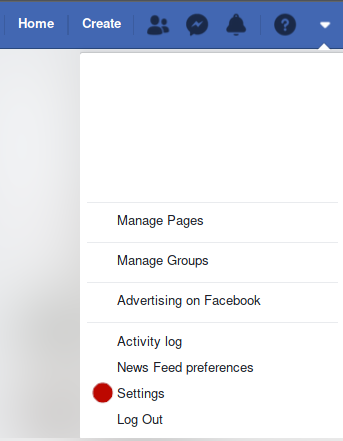 Home Create
Manage Pages
Manage Groups
Advertising on Facebook
Activity log
News Feed preferences
Settings
Log Out